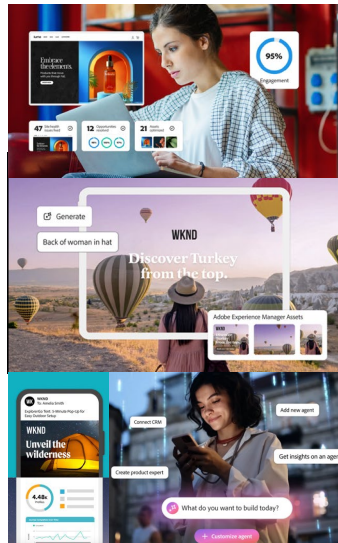 Embrace
the elements.
95%
Engagement
47
12
21
Generate
Back of woman in hat
WKND
Discover Turkey
from the top.
Adobe Experience Manager Assets
WKND
WKND
Unveil the
wilderness
4.48k
Connect CRM
Add new agent
Get insights on an agen
Create product expert
What do you want to build today?
+ Customize agent